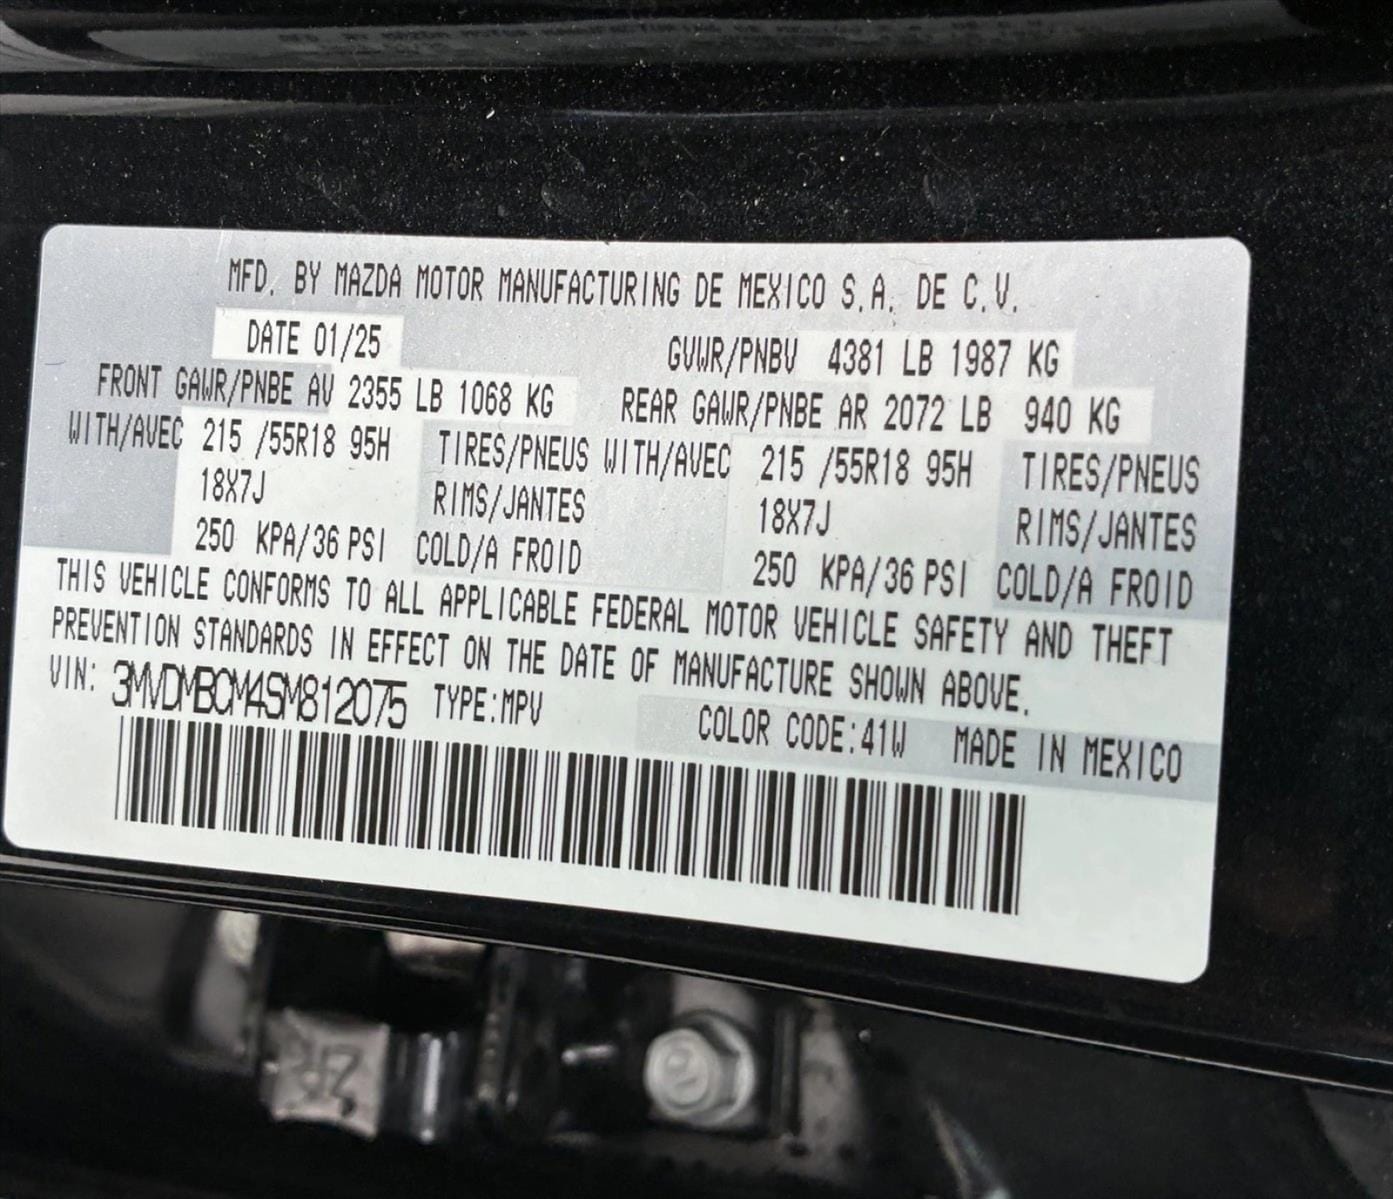 MFD. BY MAZDA MOTOR MANUFACTURING DE MEXICO S.A. DE C.V.
DATE 01/25 GVWR/PNBV 4381 LB 1987 KG
FRONT GAWR/PNBE AV 2355 LB 1068 KG REAR GAWR/PNBE AR 2072 LB 940 KG
WITH/AVEC 215 /55R18 95H TIRES/PNEUS WITH/AVEC 215 /55R18 95H TIRES/PNEUS
18X7J RIMS/JANTES 18X7J RIMS/JANTES
250 KPA/36 PSI COLD/A FROID 250 KPA/36 PSI COLD/A FROID
THIS VEHICLE CONFORMS TO ALL APPLICABLE FEDERAL MOTOR VEHICLE SAFETY AND THEFT
PREVENTION STANDARDS IN EFFECT ON THE DATE OF MANUFACTURE SHOWN ABOVE.
VIN: 3MVDMBCM4SM812075 TYPE:MPV COLOR CODE:41W MADE IN MEXICO